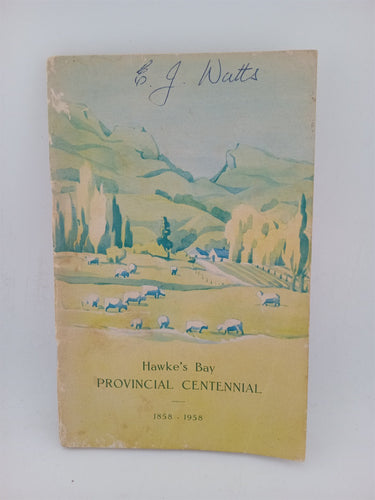 E. J. Watts
Hawke's Bay
PROVINCIAL CENTENNIAL
1858 - 1958